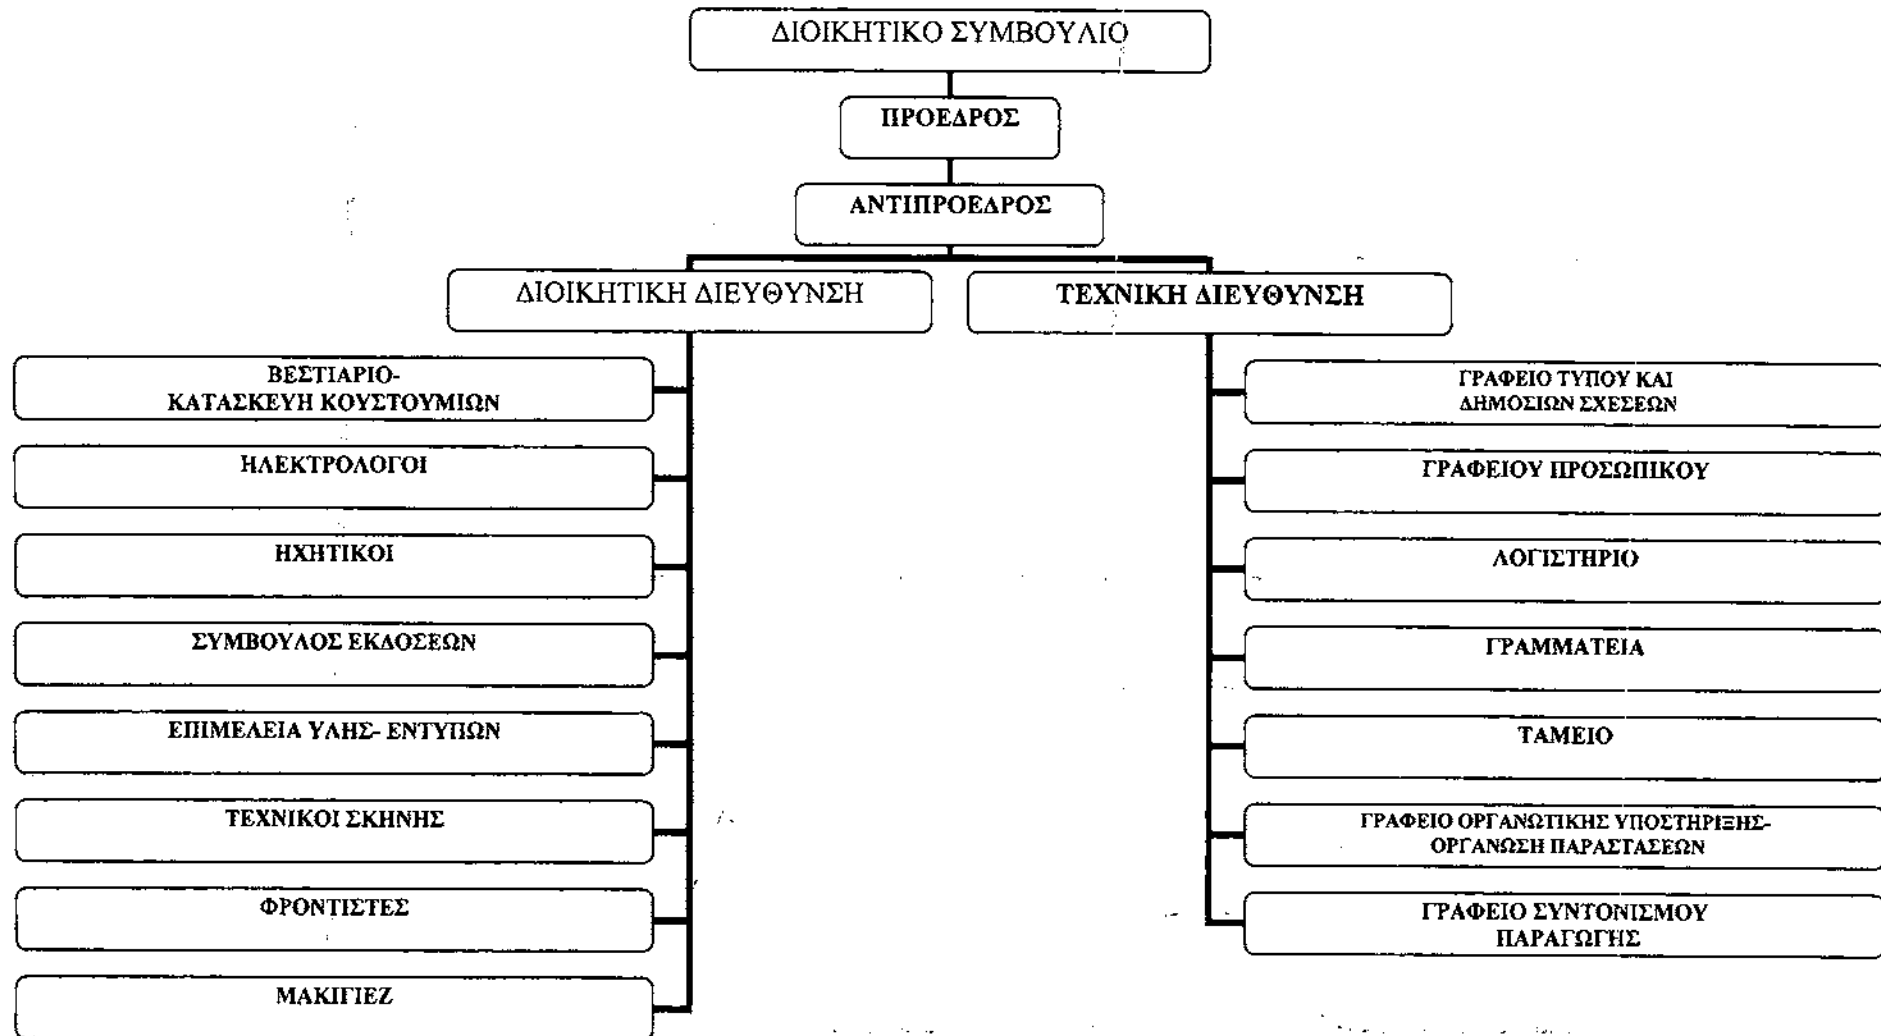 ΔΙΟΙΚΗΤΙΚΟ ΣΥΜΒΟΥΛΙΟ
ΠΡΟΕΔΡΟΣ
ΑΝΤΙΠΡΟΕΔΡΟΣ
ΔΙΟΙΚΗΤΙΚΗ ΔΙΕΥΘΥΝΣΗ
ΤΕΧΝΙΚΗ ΔΙΕΥΘΥΝΣΗ
ΒΕΣΤΙΑΡΙΟ-
ΚΑΤΑΣΚΕΥΗ ΚΟΥΣΤΟΥΜΙΩΝ
ΗΛΕΚΤΡΟΛΟΓΟΙ
ΗΧΗΤΙΚΟΙ
ΣΥΜΒΟΥΛΟΣ ΕΚΔΟΣΕΩΝ
ΕΠΙΜΕΛΕΙΑ ΥΛΗΣ- ΕΝΤΥΠΩΝ
ΤΕΧΝΙΚΟΙ ΣΚΗΝΗΣ
ΦΡΟΝΤΙΣΤΕΣ
ΜΑΚΙΓΙΕΖ
ΓΡΑΦΕΙΟ ΤΥΠΟΥ ΚΑΙ
ΔΗΜΟΣΙΩΝ ΣΧΕΣΕΩΝ
ΓΡΑΦΕΙΟΥ ΠΡΟΣΩΠΙΚΟΥ
ΛΟΓΙΣΤΗΡΙΟ
ΓΡΑΜΜΑΤΕΙΑ
ΤΑΜΕΙΟ
ΓΡΑΦΕΙΟ ΟΡΓΑΝΩΤΙΚΗΣ ΥΠΟΣΤΗΡΙΞΗΣ-
ΟΡΓΑΝΩΣΗ ΠΑΡΑΣΤΑΣΕΩΝ
ΓΡΑΦΕΙΟ ΣΥΝΤΟΝΙΣΜΟΥ
ΠΑΡΑΓΩΓΗΣ